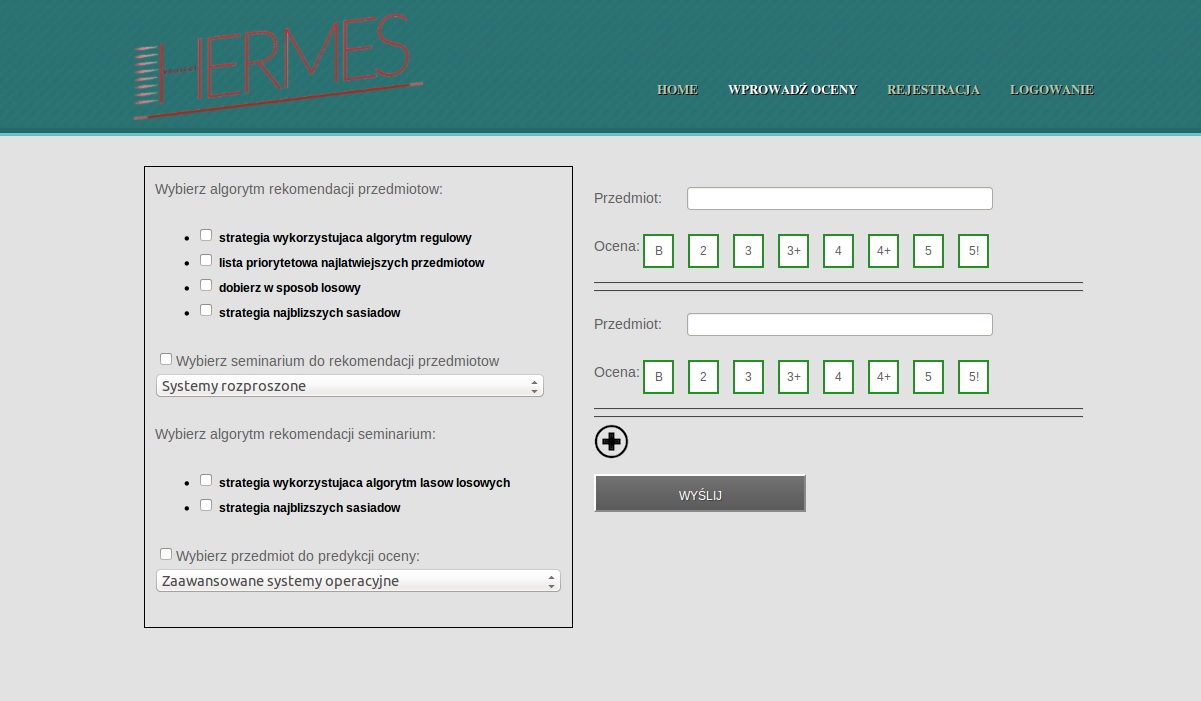 HERMES
HOME WPROWADŹ OCENY REJESTRACJA LOGOWANIE
Wybierz algorytm rekomendacji przedmiotow:
strategia wykorzystujaca algorytm regulowy
lista priorytetowa najlatwiejszych przedmiotow
dobierz w sposob losowy
strategia najblizszych sasiadow
Wybierz seminarium do rekomendacji przedmiotow
Systemy rozproszone
Wybierz algorytm rekomendacji seminarium:
strategia wykorzystujaca algorytm lasow losowych
strategia najblizszych sasiadow
Wybierz przedmiot do predykcji oceny:
Zaawansowane systemy operacyjne
Przedmiot:
Ocena: B 2 3 3+ 4 4+ 5 5!
Przedmiot:
Ocena: B 2 3 3+ 4 4+ 5 5!
WYŚLIJ